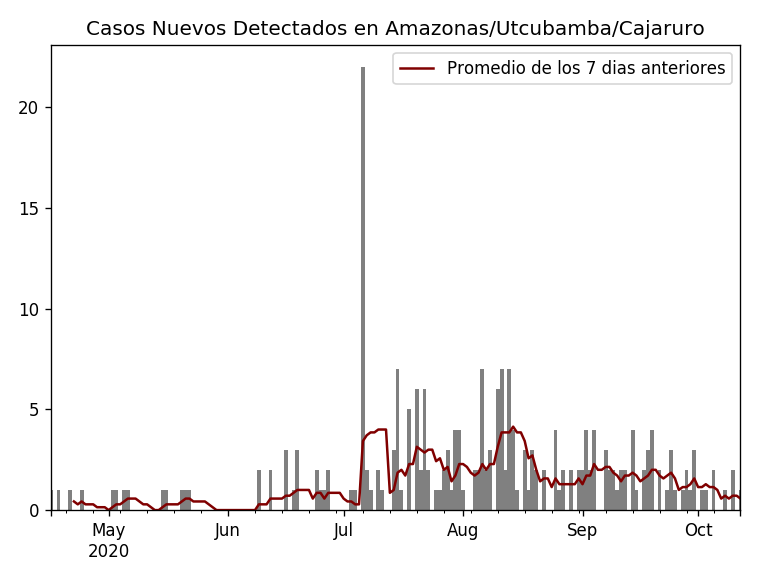 Casos Nuevos Detectados en Amazonas/Utcubamba/Cajaruro
Promedio de los 7 dias anteriores
20
15
10
5
0
May Jun Jul Aug Sep Oct
2020